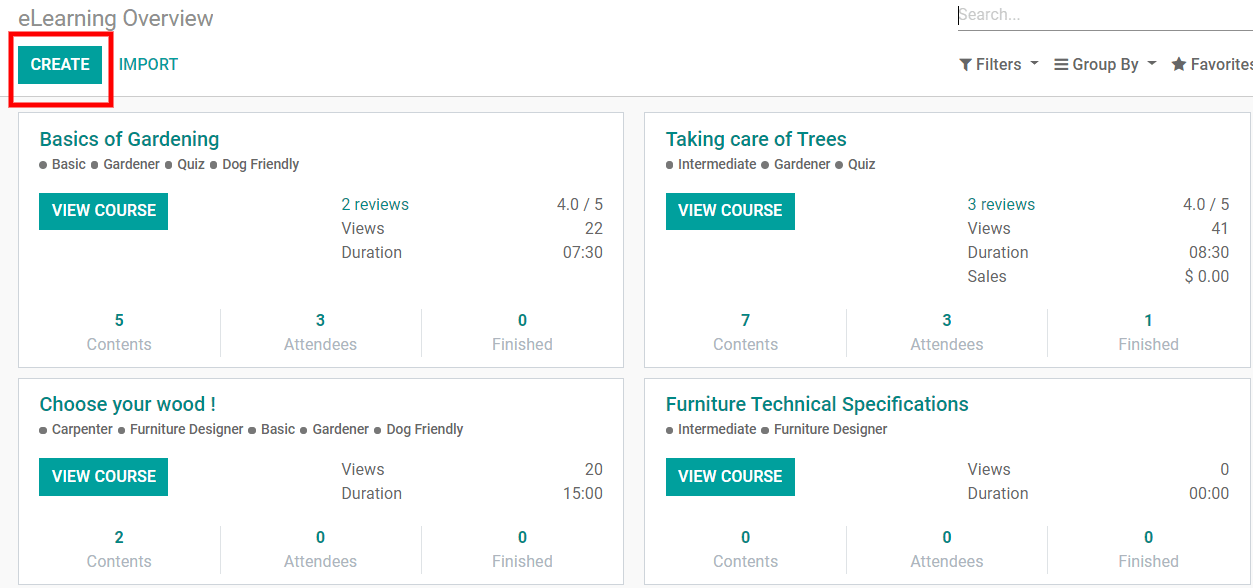 eLearning Overview
Search...
CREATE IMPORT
Filters Group By Favorites
Basics of Gardening
Basic Gardener Quiz Dog Friendly
VIEW COURSE
2 reviews 4.0 / 5
Views 22
Duration 07:30
5 3 0
Contents Attendees Finished
Taking care of Trees
Intermediate Gardener Quiz
VIEW COURSE
3 reviews 4.0 / 5
Views 41
Duration 08:30
Sales $ 0.00
7 3 1
Contents Attendees Finished
Choose your wood !
Carpenter Furniture Designer Basic Gardener Dog Friendly
VIEW COURSE
Views 20
Duration 15:00
2 0 0
Contents Attendees Finished
Furniture Technical Specifications
Intermediate Furniture Designer
VIEW COURSE
Views 0
Duration 00:00
0 0 0
Contents Attendees Finished